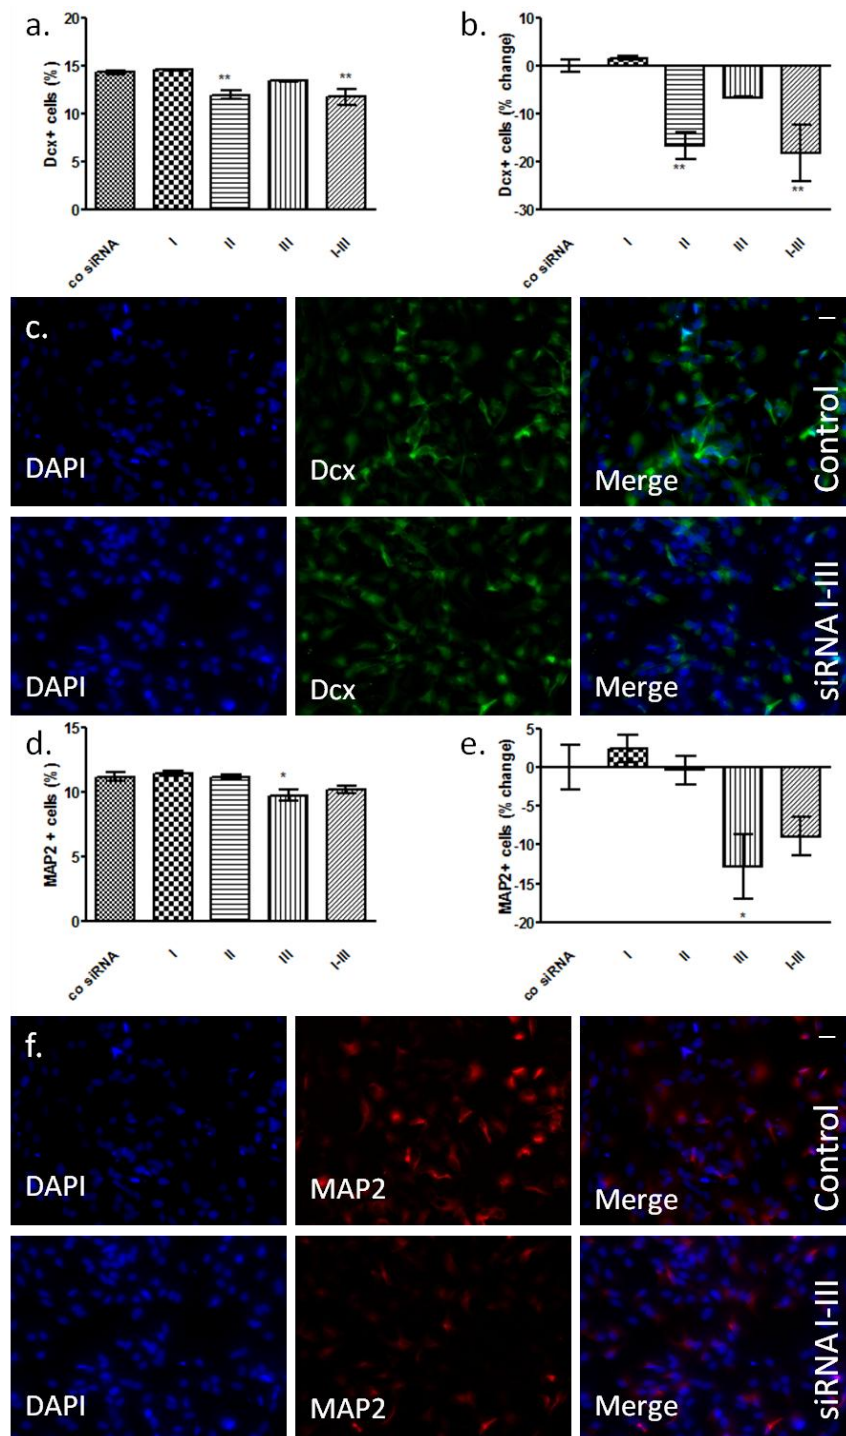 a.
Dcx+ cells (%)
20
15
10
5
0
**
**
co siRNA
I
II
III
I-III
b.
Dcx+ cells (% change)
10
0
-10
-20
-30
**
**
co siRNA
I
II
III
I-III
c.
DAPI
Dcx
Merge
Control
DAPI
Dcx
Merge
siRNA I-III
d.
MAP2 + cells (%)
15
10
5
0
*
co siRNA
I
II
III
I-III
e.
MAP2+ cells (% change)
5
0
-5
-10
-15
-20
*
co siRNA
I
II
III
I-III
f.
DAPI
MAP2
Merge
Control
DAPI
MAP2
Merge
siRNA I-III